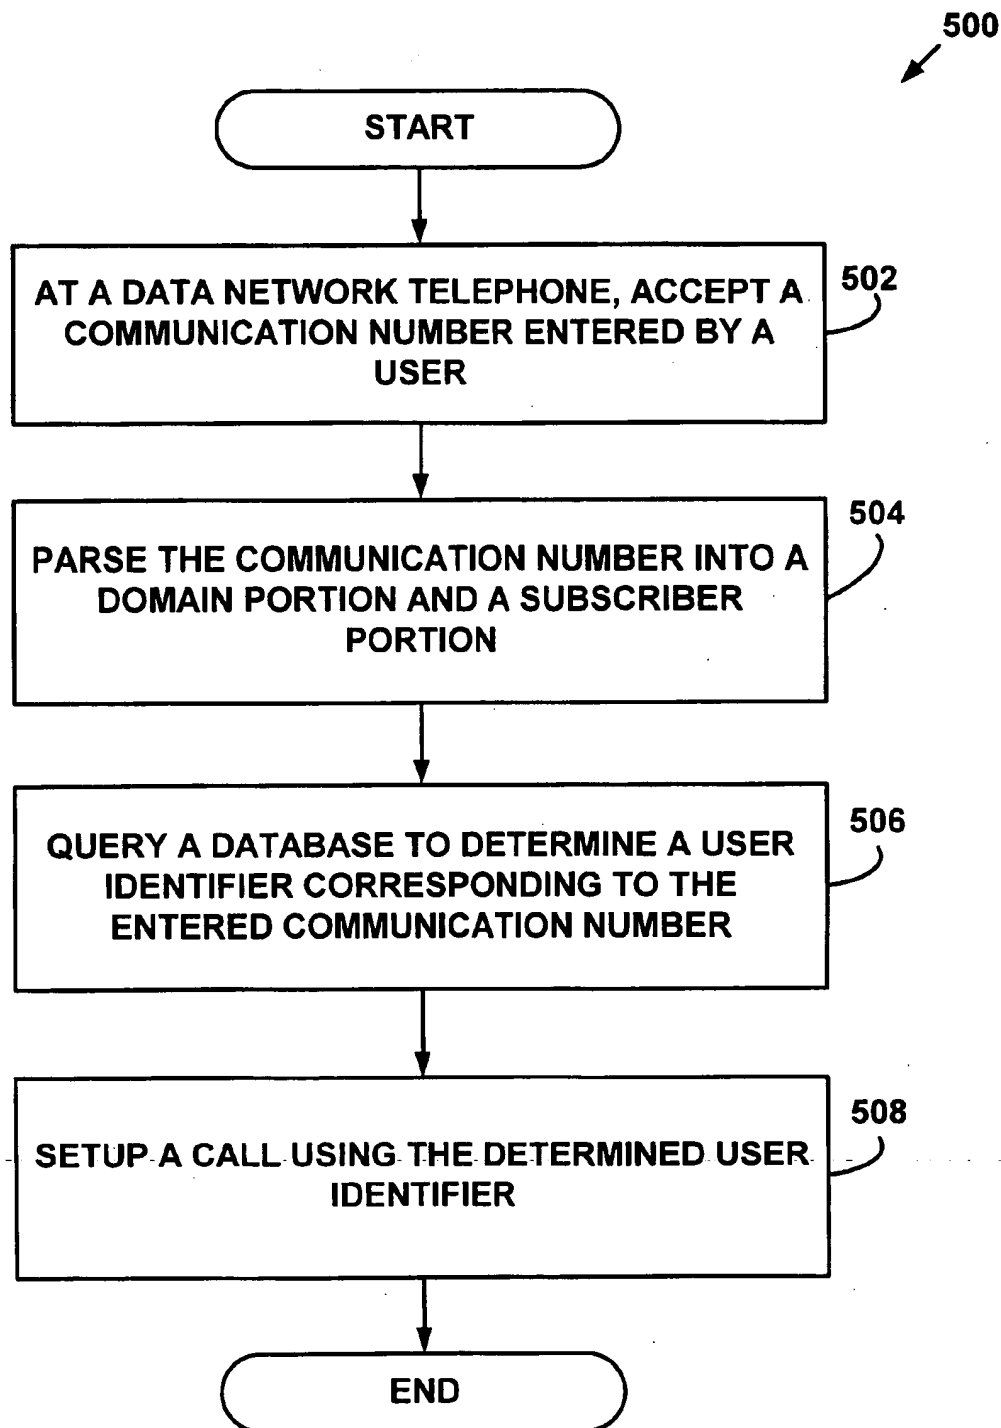 500
START
AT A DATA NETWORK TELEPHONE, ACCEPT A
COMMUNICATION NUMBER ENTERED BY A
USER
502
PARSE THE COMMUNICATION NUMBER INTO A
DOMAIN PORTION AND A SUBSCRIBER
PORTION
504
QUERY A DATABASE TO DETERMINE A USER
IDENTIFIER CORRESPONDING TO THE
ENTERED COMMUNICATION NUMBER
506
SETUP A CALL USING THE DETERMINED USER
IDENTIFIER
508
END